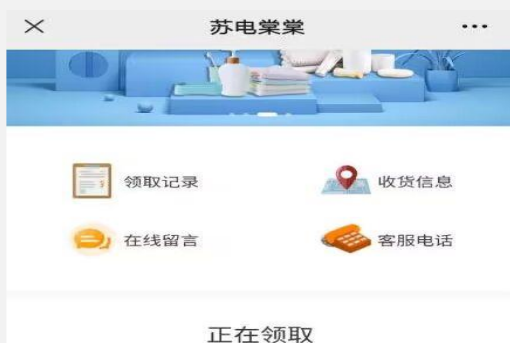 苏电棠棠
领取记录
收货信息
在线留言
客服电话
正在领取